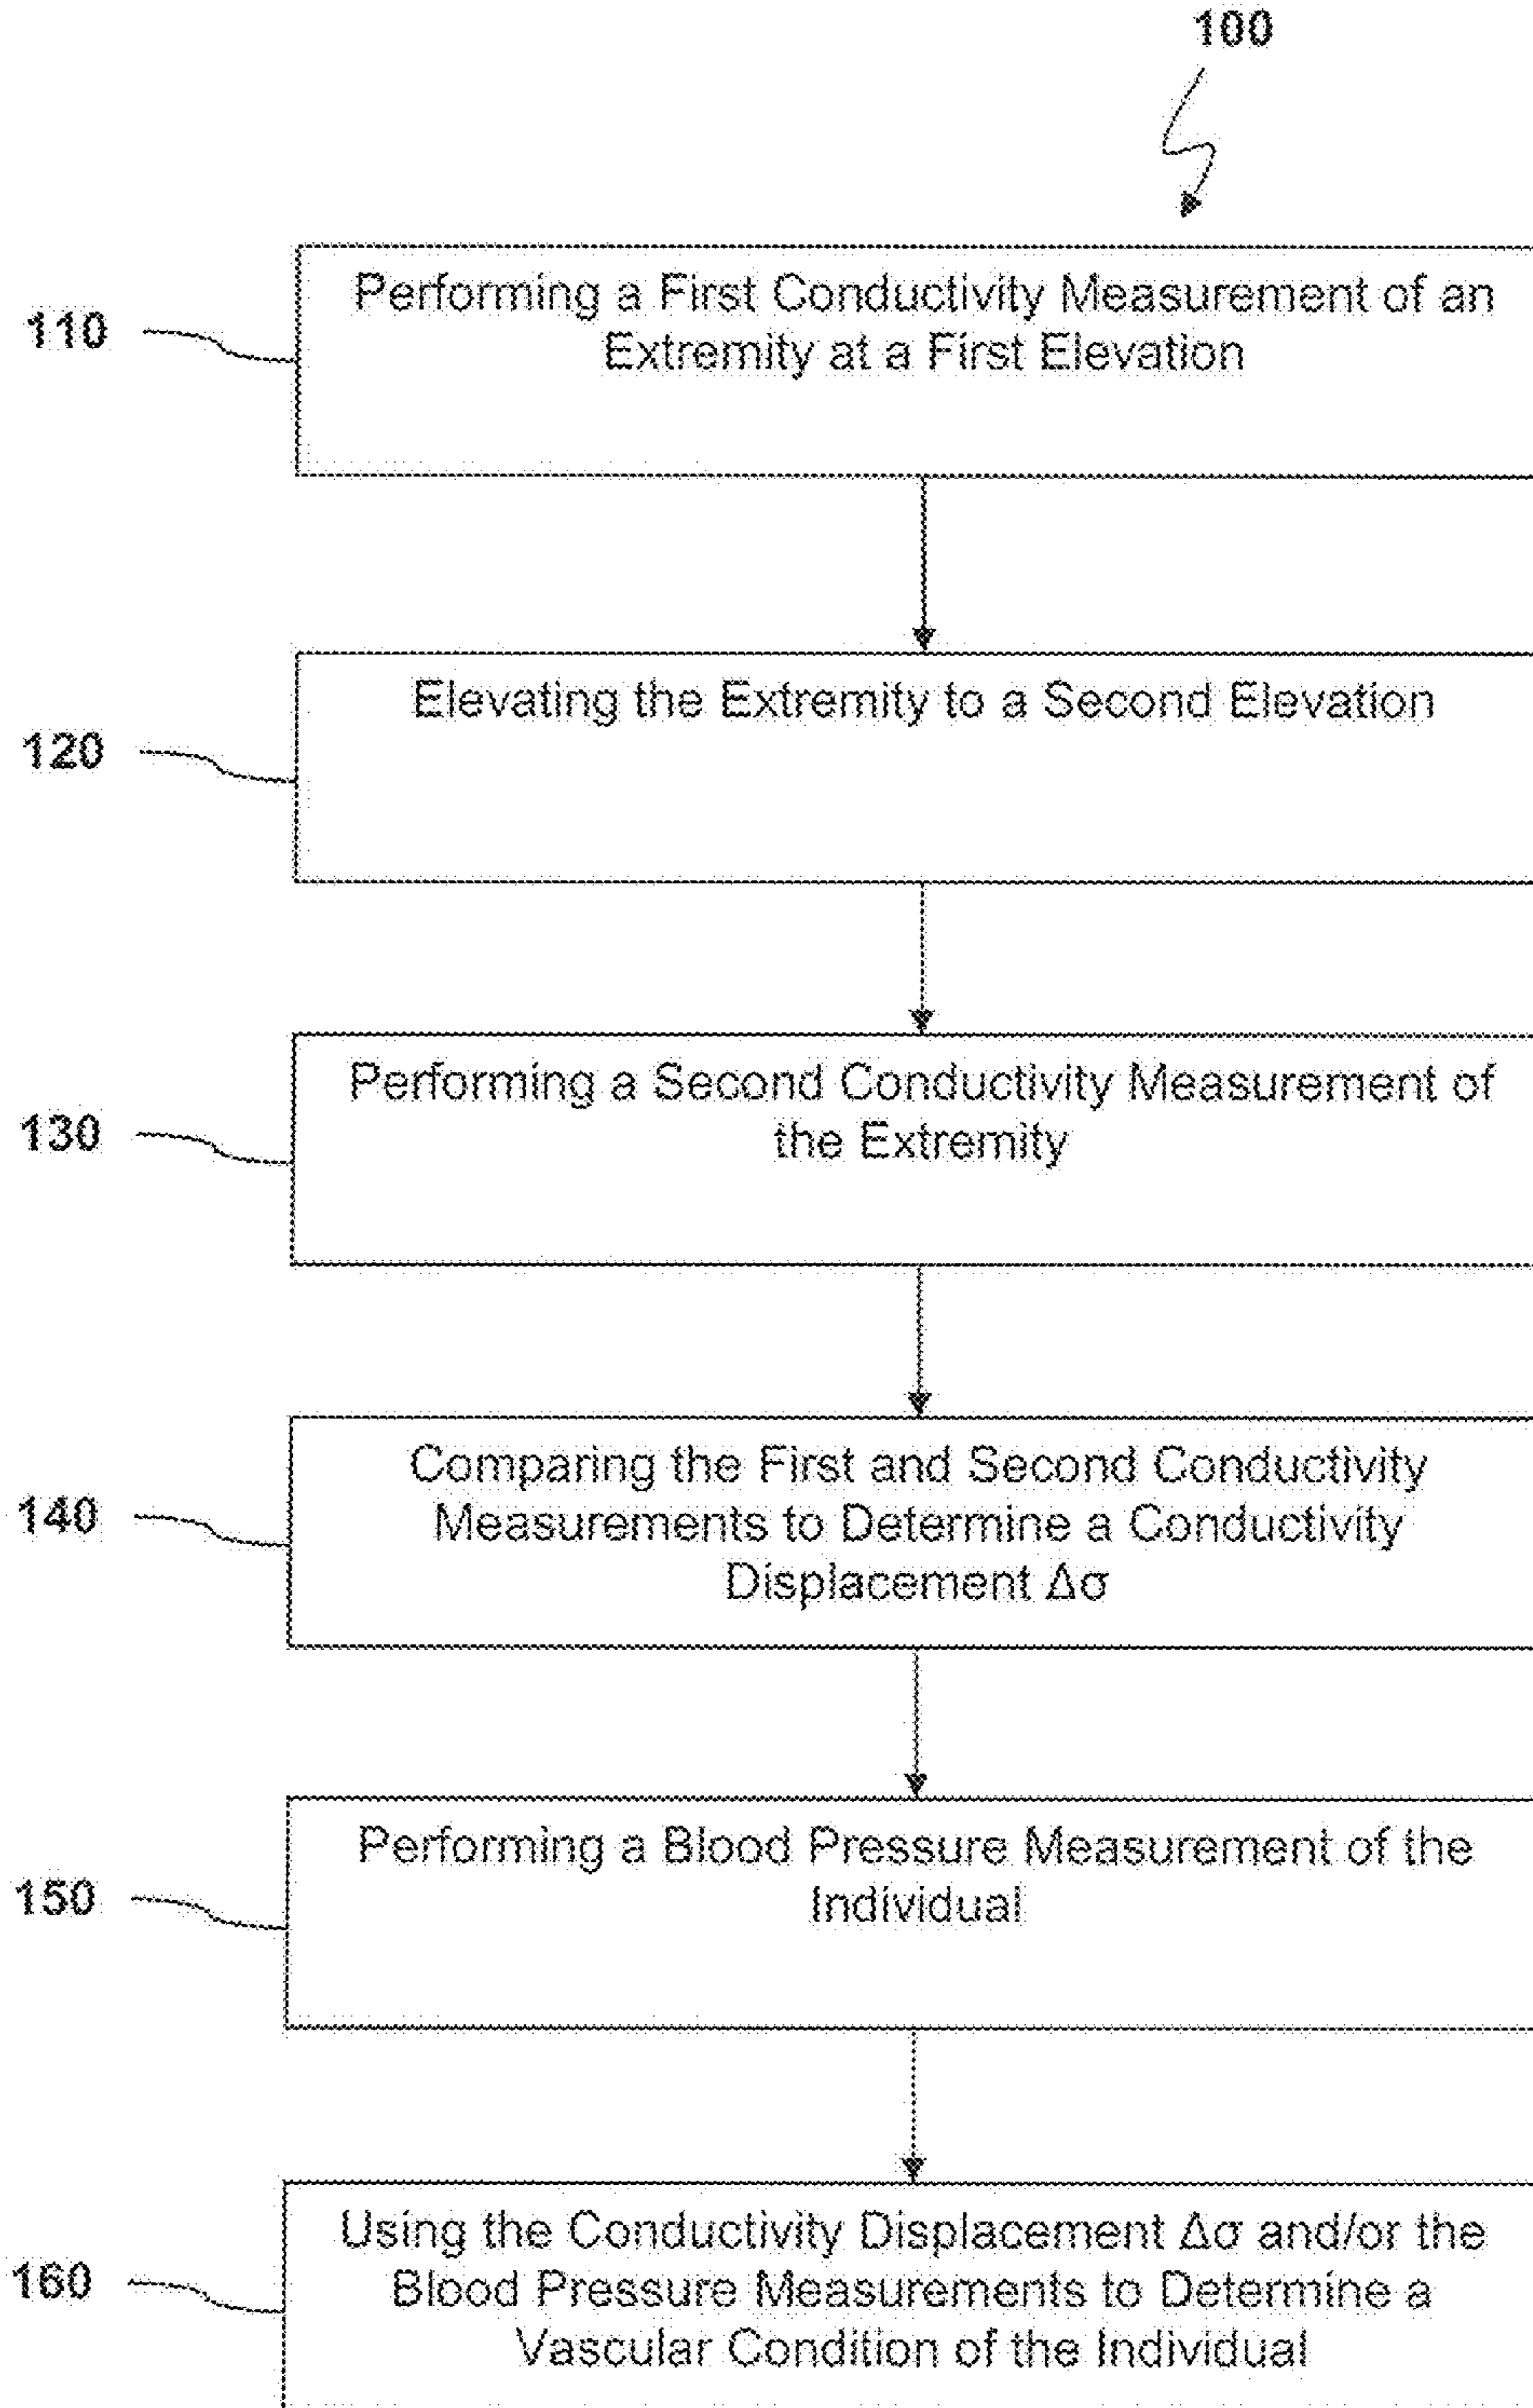 100
110
Performing a First Conductivity Measurement of an
Extremity at a First Elevation
120
Elevating the Extremity to a Second Elevation
130
Performing a Second Conductivity Measurement of
the Extremity
140
Comparing the First and Second Conductivity
Measurements to Determine a Conductivity
Displacement Δσ
150
Performing a Blood Pressure Measurement of the
Individual
160
Using the Conductivity Displacement Δσ and/or the
Blood Pressure Measurements to Determine a
Vascular Condition of the Individual